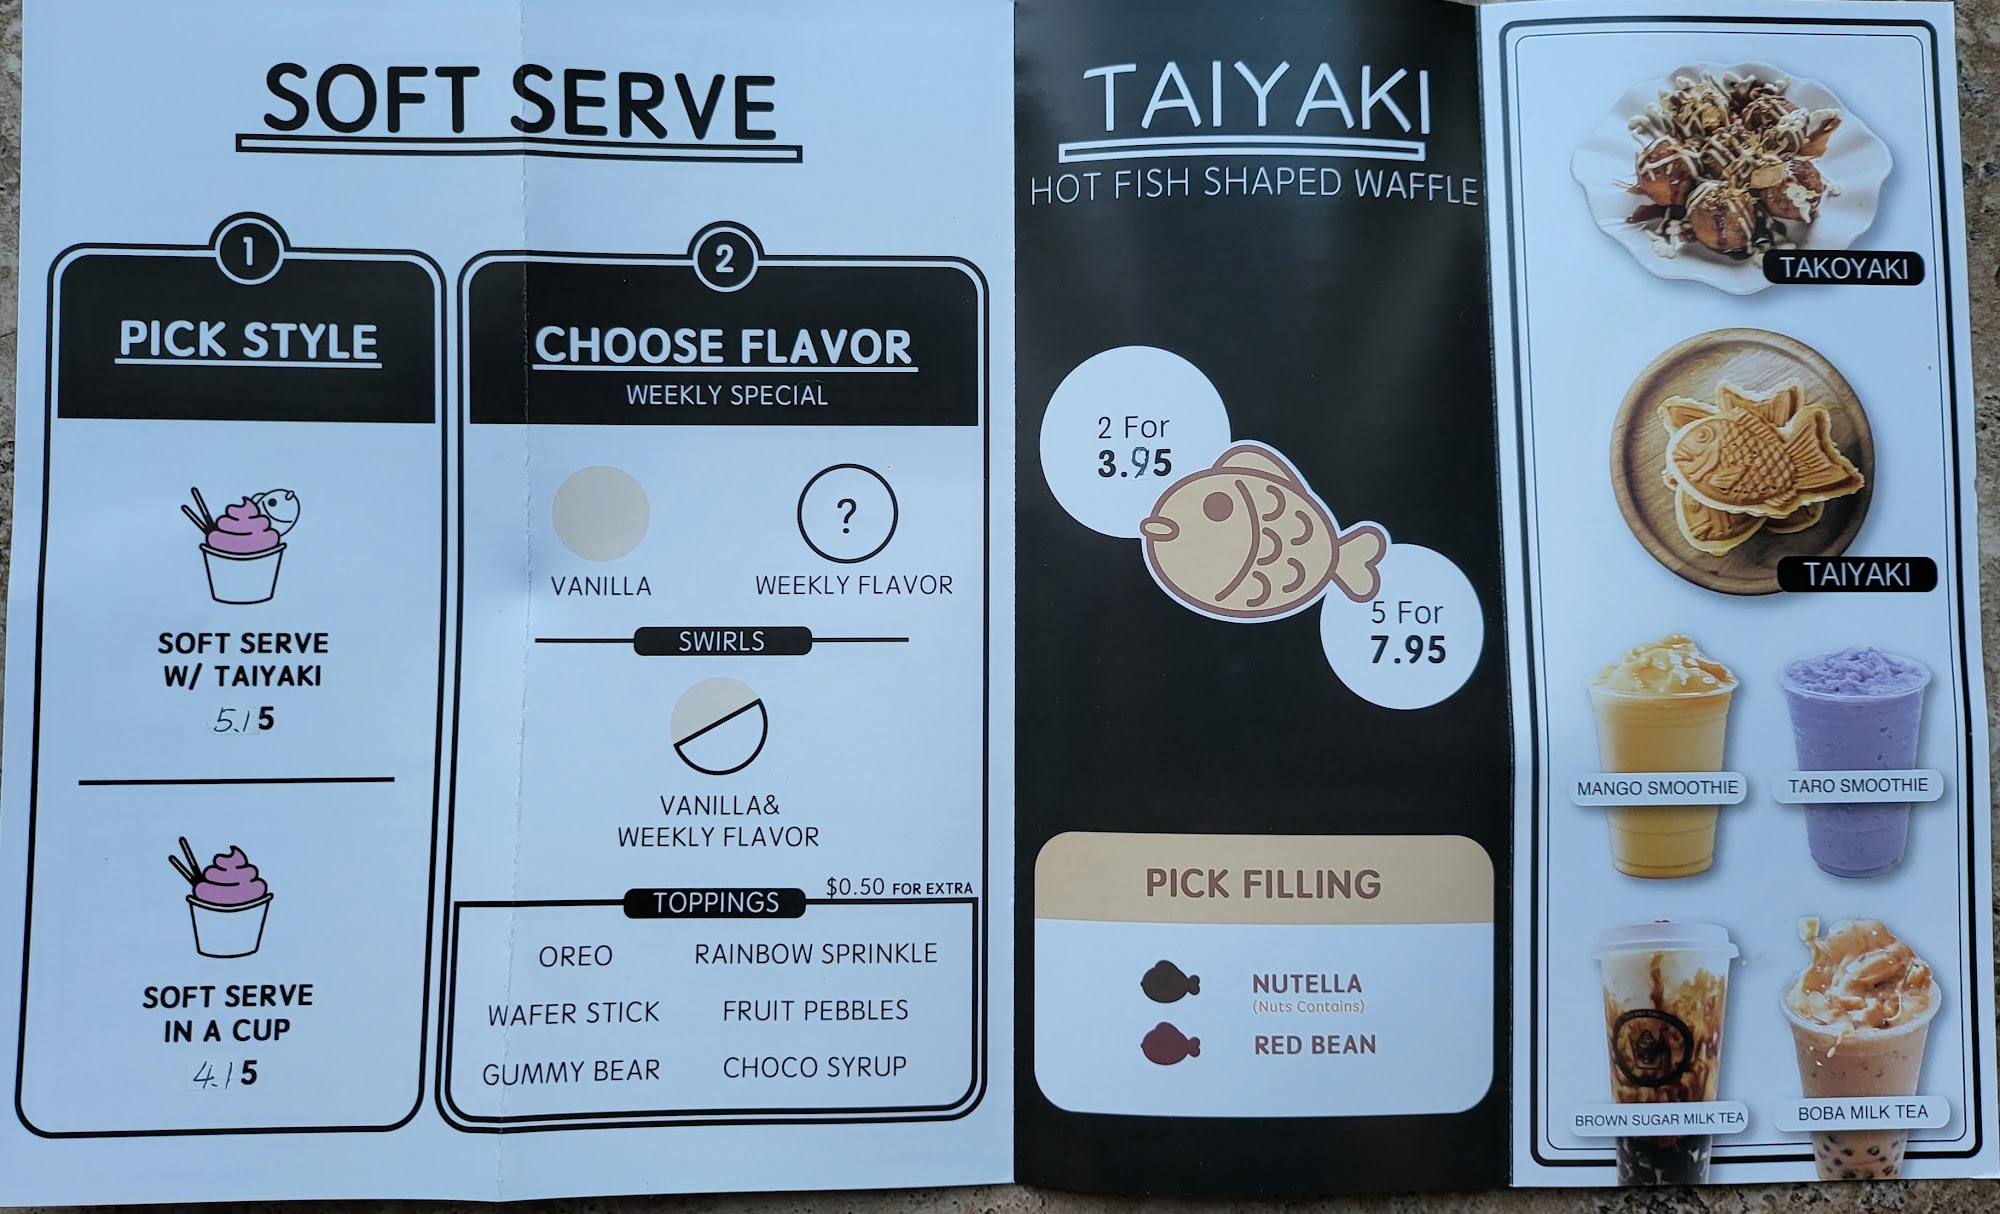 SOFT SERVE
1
PICK STYLE
SOFT SERVE
W/ TAIYAKI
5.15
SOFT SERVE
IN A CUP
4.15
2
CHOOSE FLAVOR
WEEKLY SPECIAL
VANILLA
?
WEEKLY FLAVOR
SWIRLS
VANILLA&
WEEKLY FLAVOR
TOPPINGS
$0.50 FOR EXTRA
OREO
RAINBOW SPRINKLE
WAFER STICK
FRUIT PEBBLES
GUMMY BEAR
CHOCO SYRUP
TAIYAKI
HOT FISH SHAPED WAFFLE
2 For
3.95
5 For
7.95
PICK FILLING
NUTELLA
(Nuts Contains)
RED BEAN
TAKOYAKI
TAIYAKI
MANGO SMOOTHIE
TARO SMOOTHIE
BROWN SUGAR MILK TEA
BOBA MILK TEA